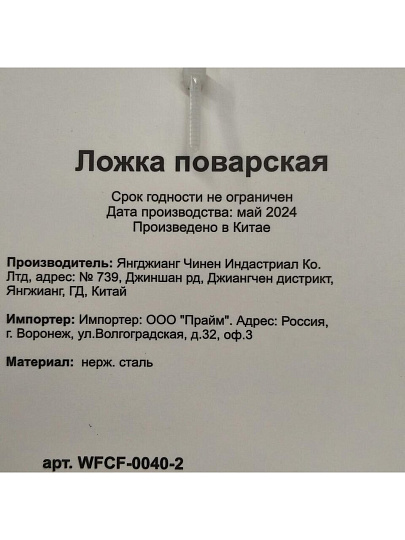 Ложка поварская
Срок годности не ограничен
Дата производства: май 2024
Произведено в Китае
Производитель: Янгджианг Чинен Индастриал Ко.
Лтд, адрес: № 739, Джиншан рд, Джиангчен дистрикт,
Янгжианг, ГД, Китай
Импортер: Импортер: ООО "Прайм". Адрес: Россия,
г. Воронеж, ул.Волгоградская, д.32, оф.3
Материал: нерж. сталь
арт. WFCF-0040-2